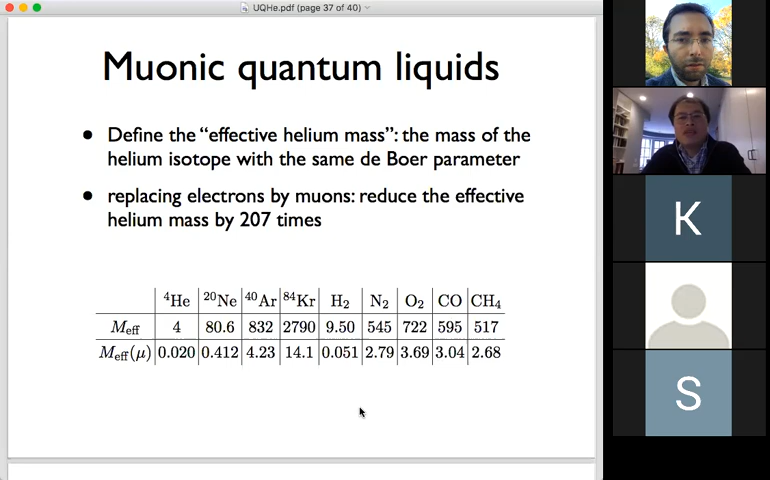 UQHe.pdf (page 37 of 40)
Muonic quantum liquids
• Define the “effective helium mass”: the mass of the
helium isotope with the same de Boer parameter
• replacing electrons by muons: reduce the effective
helium mass by 207 times
⁴He ²⁰Ne ⁴⁰Ar ⁸⁴Kr H₂ N₂ O₂ CO CH₄
M_eff 4 80.6 832 2790 9.50 545 722 595 517
M_eff(μ) 0.020 0.412 4.23 14.1 0.051 2.79 3.69 3.04 2.68
K
S